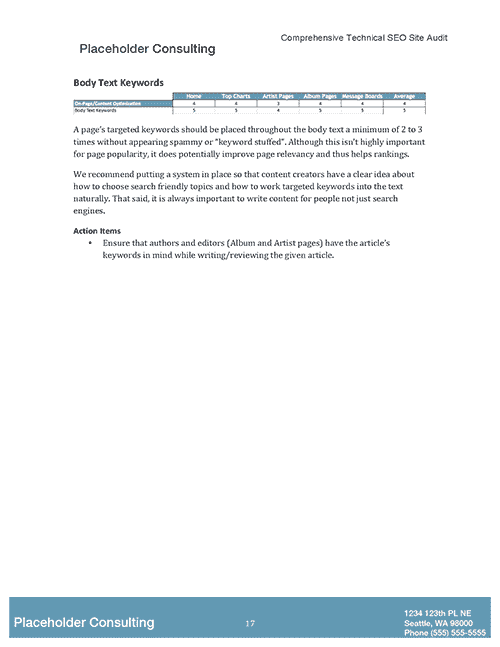 Comprehensive Technical SEO Site Audit
Placeholder Consulting
Body Text Keywords
Home Top Charts Artist Pages Album Pages Message Boards Average
On-Page/Content Optimization 4 4 3 4 4 4
Body Text Keywords 5 5 4 5 5 5
A page's targeted keywords should be placed throughout the body text a minimum of 2 to 3
times without appearing spammy or "keyword stuffed". Although this isn't highly important
for page popularity, it does potentially improve page relevancy and thus helps rankings.
We recommend putting a system in place so that content creators have a clear idea about
how to choose search friendly topics and how to work targeted keywords into the text
naturally. That said, it is always important to write content for people not just search
engines.
Action Items
▪ Ensure that authors and editors (Album and Artist pages) have the article's
keywords in mind while writing/reviewing the given article.
Placeholder Consulting
17
1234 123th PL NE
Seattle, WA 98000
Phone (555) 555-5555